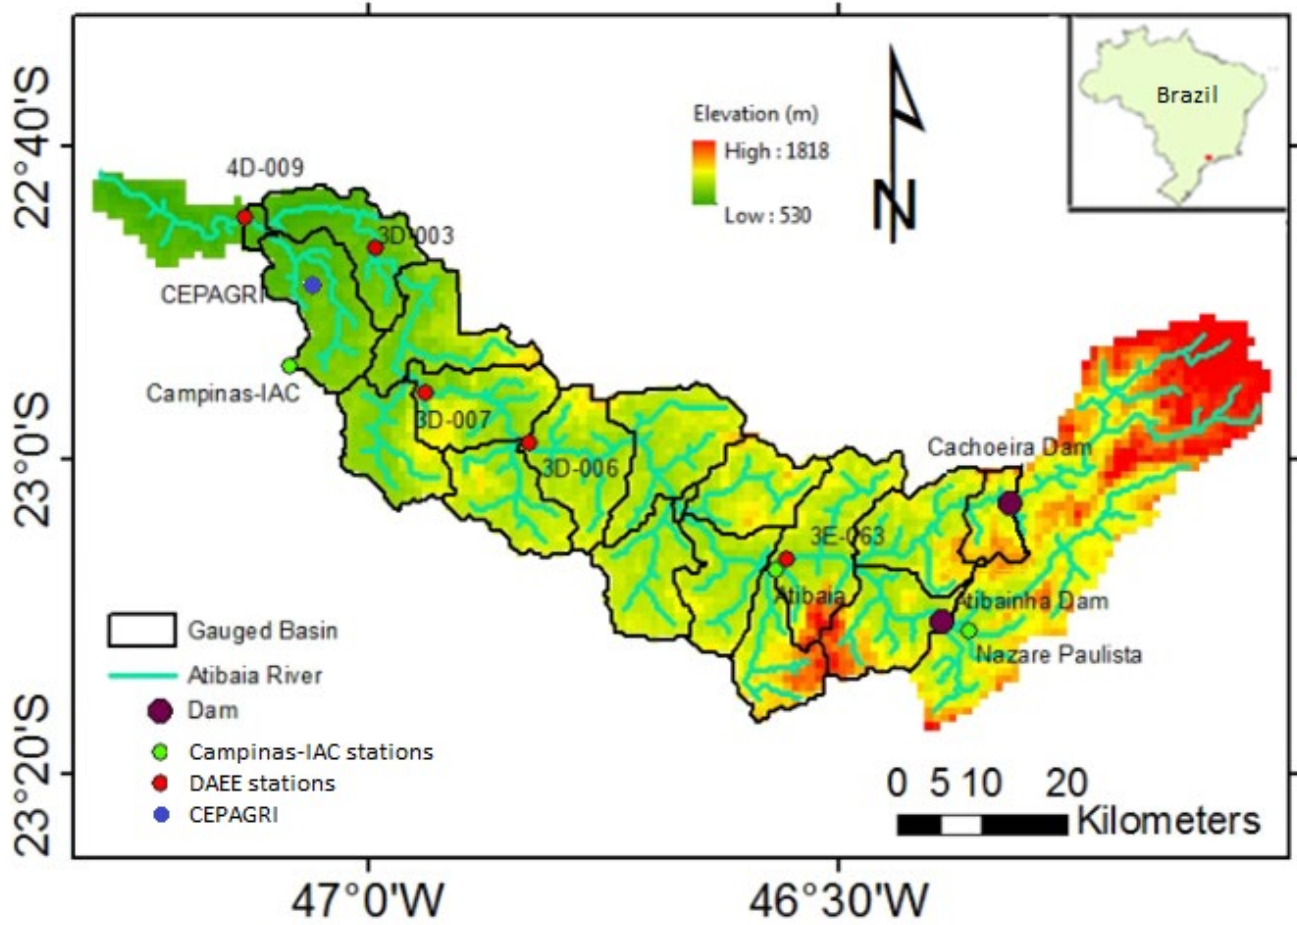 Brazil
22°40'S
23°0'S
23°20'S
47°0'W
46°30'W
Elevation (m)
High : 1818
Low : 530
N
4D-009
3D-003
CEPAGRI
Campinas-IAC
3D-007
3D-006
Cachoeira Dam
3E-063
Atibaia
Atibainha Dam
Nazare Paulista
Gauged Basin
Atibaia River
Dam
Campinas-IAC stations
DAEE stations
CEPAGRI
0 5 10 20
Kilometers